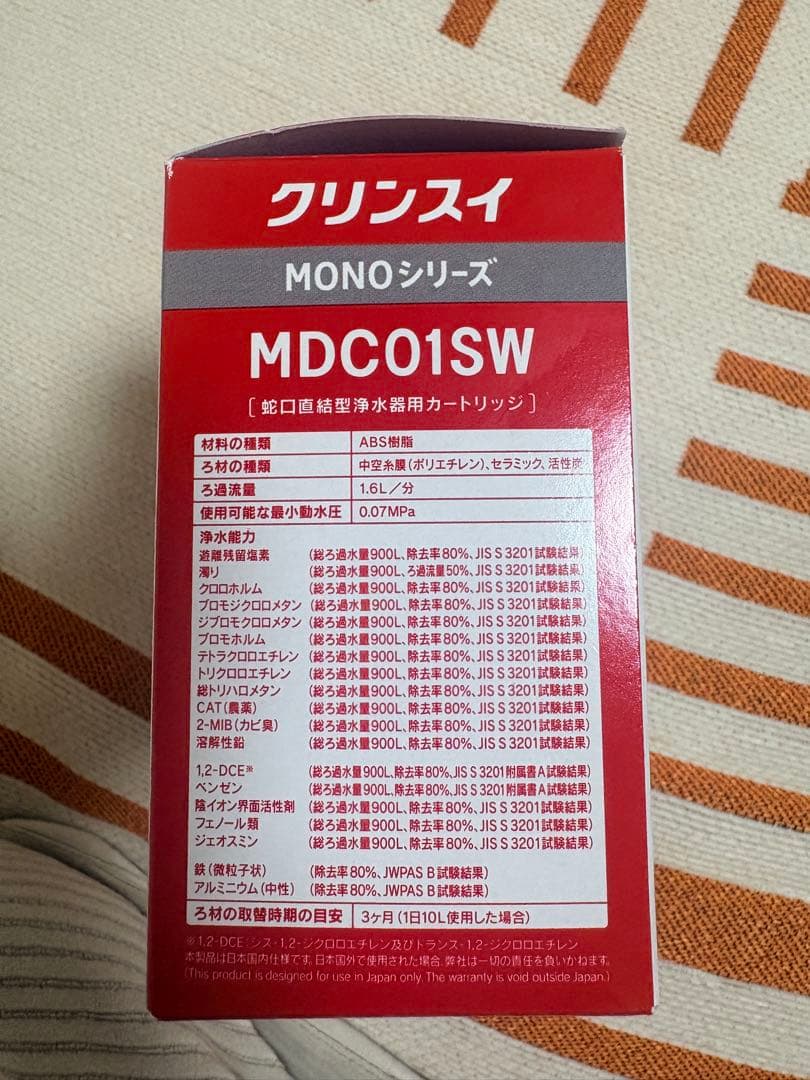 クリンスイ
MONOシリーズ
MDC01SW
[ 蛇口直結型浄水器用カートリッジ ]
材料の種類 ABS樹脂
ろ材の種類 中空糸膜(ポリエチレン)、セラミック、活性炭
ろ過流量 1.6L/分
使用可能な最小動水圧 0.07MPa
浄水能力
遊離残留塩素 (総ろ過水量900L、除去率80%、JIS S 3201試験結果)
濁り (総ろ過水量900L、ろ過流量50%、JIS S 3201試験結果)
クロロホルム (総ろ過水量900L、除去率80%、JIS S 3201試験結果)
ブロモジクロロメタン (総ろ過水量900L、除去率80%、JIS S 3201試験結果)
ジブロモクロロメタン (総ろ過水量900L、除去率80%、JIS S 3201試験結果)
ブロモホルム (総ろ過水量900L、除去率80%、JIS S 3201試験結果)
テトラクロロエチレン (総ろ過水量900L、除去率80%、JIS S 3201試験結果)
トリクロロエチレン (総ろ過水量900L、除去率80%、JIS S 3201試験結果)
総トリハロメタン (総ろ過水量900L、除去率80%、JIS S 3201試験結果)
CAT(農薬) (総ろ過水量900L、除去率80%、JIS S 3201試験結果)
2-MIB(カビ臭) (総ろ過水量900L、除去率80%、JIS S 3201試験結果)
溶解性鉛 (総ろ過水量900L、除去率80%、JIS S 3201試験結果)
1,2-DCE※ (総ろ過水量900L、除去率80%、JIS S 3201附属書A試験結果)
ベンゼン (総ろ過水量900L、除去率80%、JIS S 3201附属書A試験結果)
陰イオン界面活性剤 (総ろ過水量900L、除去率80%、JIS S 3201試験結果)
フェノール類 (総ろ過水量900L、除去率80%、JIS S 3201試験結果)
ジェオスミン (総ろ過水量900L、除去率80%、JIS S 3201試験結果)
鉄(微粒子状) (除去率80%、JWPAS B試験結果)
アルミニウム(中性) (除去率80%、JWPAS B試験結果)
ろ材の取替時期の目安 3ヶ月(1日10L使用した場合)
※1,2-DCE:シス-1,2-ジクロロエチレン及びトランス-1,2-ジクロロエチレン
本製品は日本国内仕様です。日本国外で使用された場合、弊社は一切の責任を負いかねます。
(This product is designed for use in Japan only. The warranty is void outside Japan.)